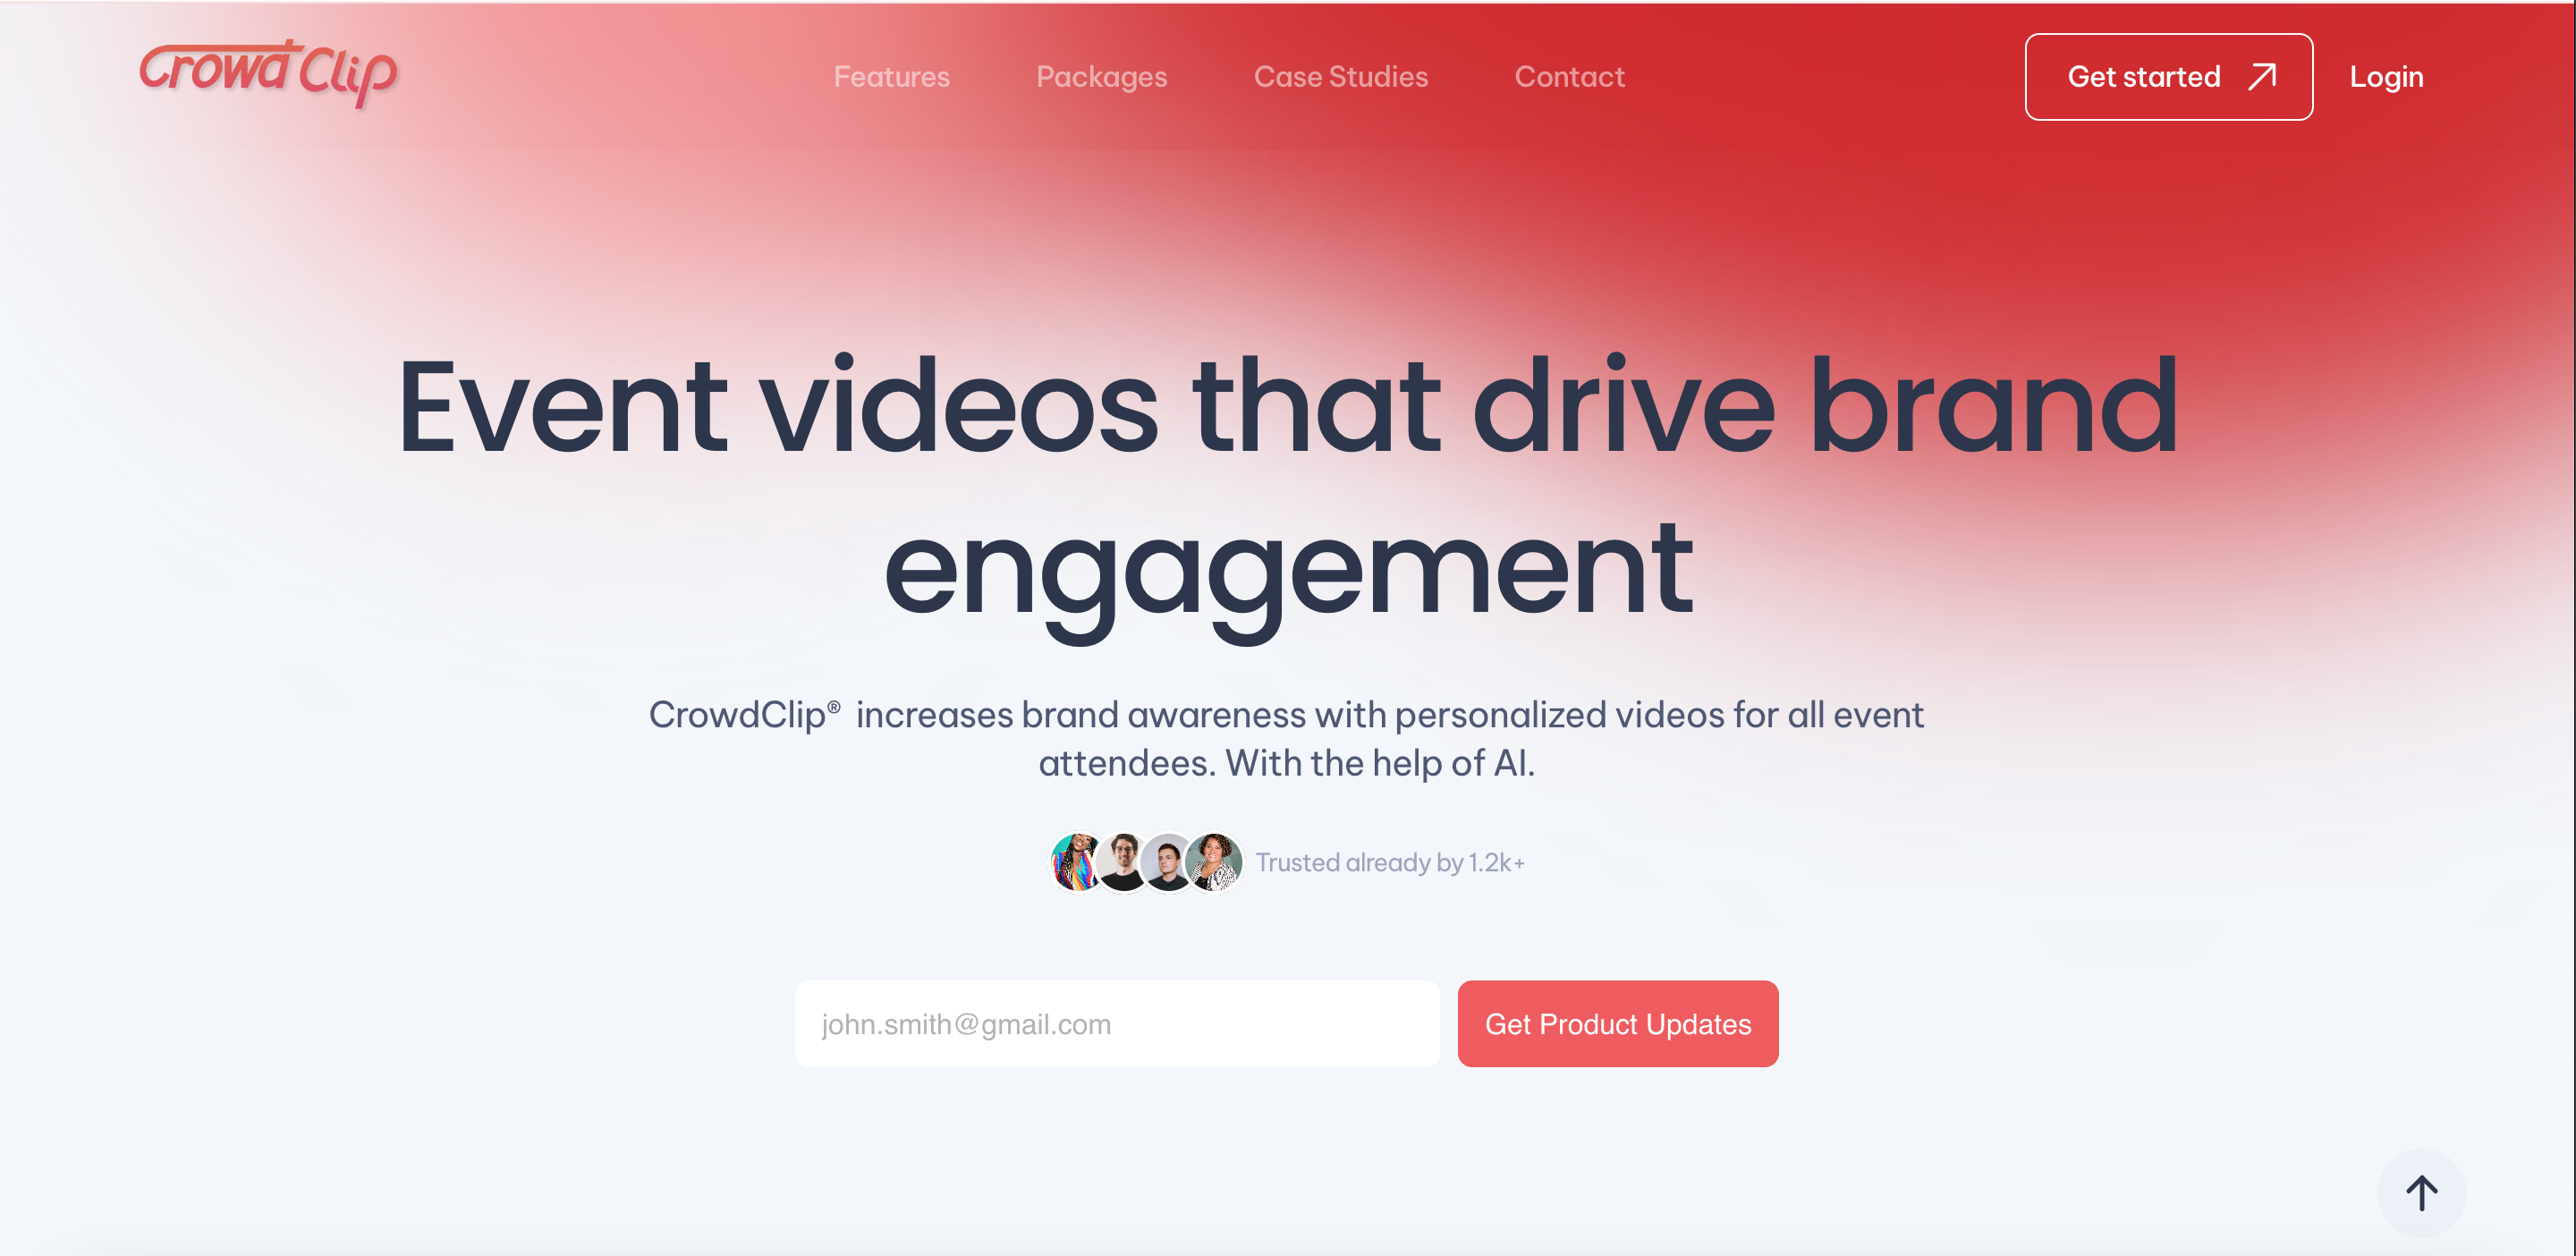 Crowd Clip
Features Packages Case Studies Contact Get started Login
Event videos that drive brand
engagement
CrowdClip® increases brand awareness with personalized videos for all event
attendees. With the help of AI.
Trusted already by 1.2k+
john.smith@gmail.com Get Product Updates